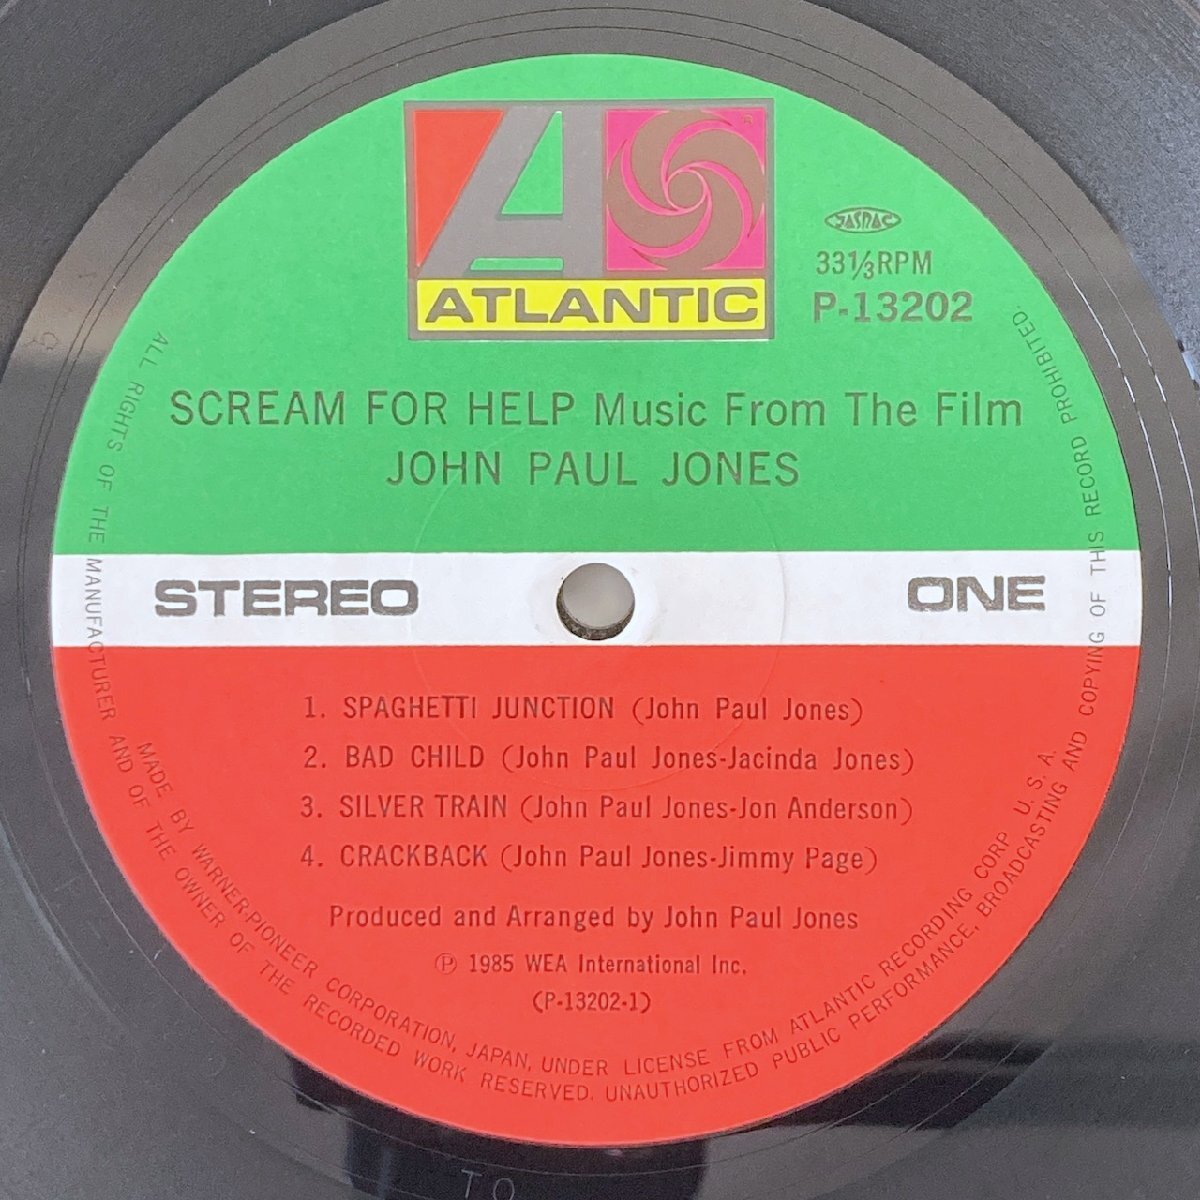 ATLANTIC
JASRAC
33⅓RPM
P-13202
SCREAM FOR HELP Music From The Film
JOHN PAUL JONES
STEREO
ONE
1. SPAGHETTI JUNCTION (John Paul Jones)
2. BAD CHILD (John Paul Jones-Jacinda Jones)
3. SILVER TRAIN (John Paul Jones-Jon Anderson)
4. CRACKBACK (John Paul Jones-Jimmy Page)
Produced and Arranged by John Paul Jones
Ⓟ 1985 WEA International Inc.
(P-13202-1)
MADE BY WARNER-PIONEER CORPORATION, JAPAN, UNDER LICENSE FROM ATLANTIC RECORDING CORP. U. S. A.
ALL RIGHTS OF THE MANUFACTURER AND OF THE OWNER OF THE RECORDED WORK RESERVED. UNAUTHORIZED PUBLIC PERFORMANCE, BROADCASTING AND COPYING OF THIS RECORD PROHIBITED.
TO